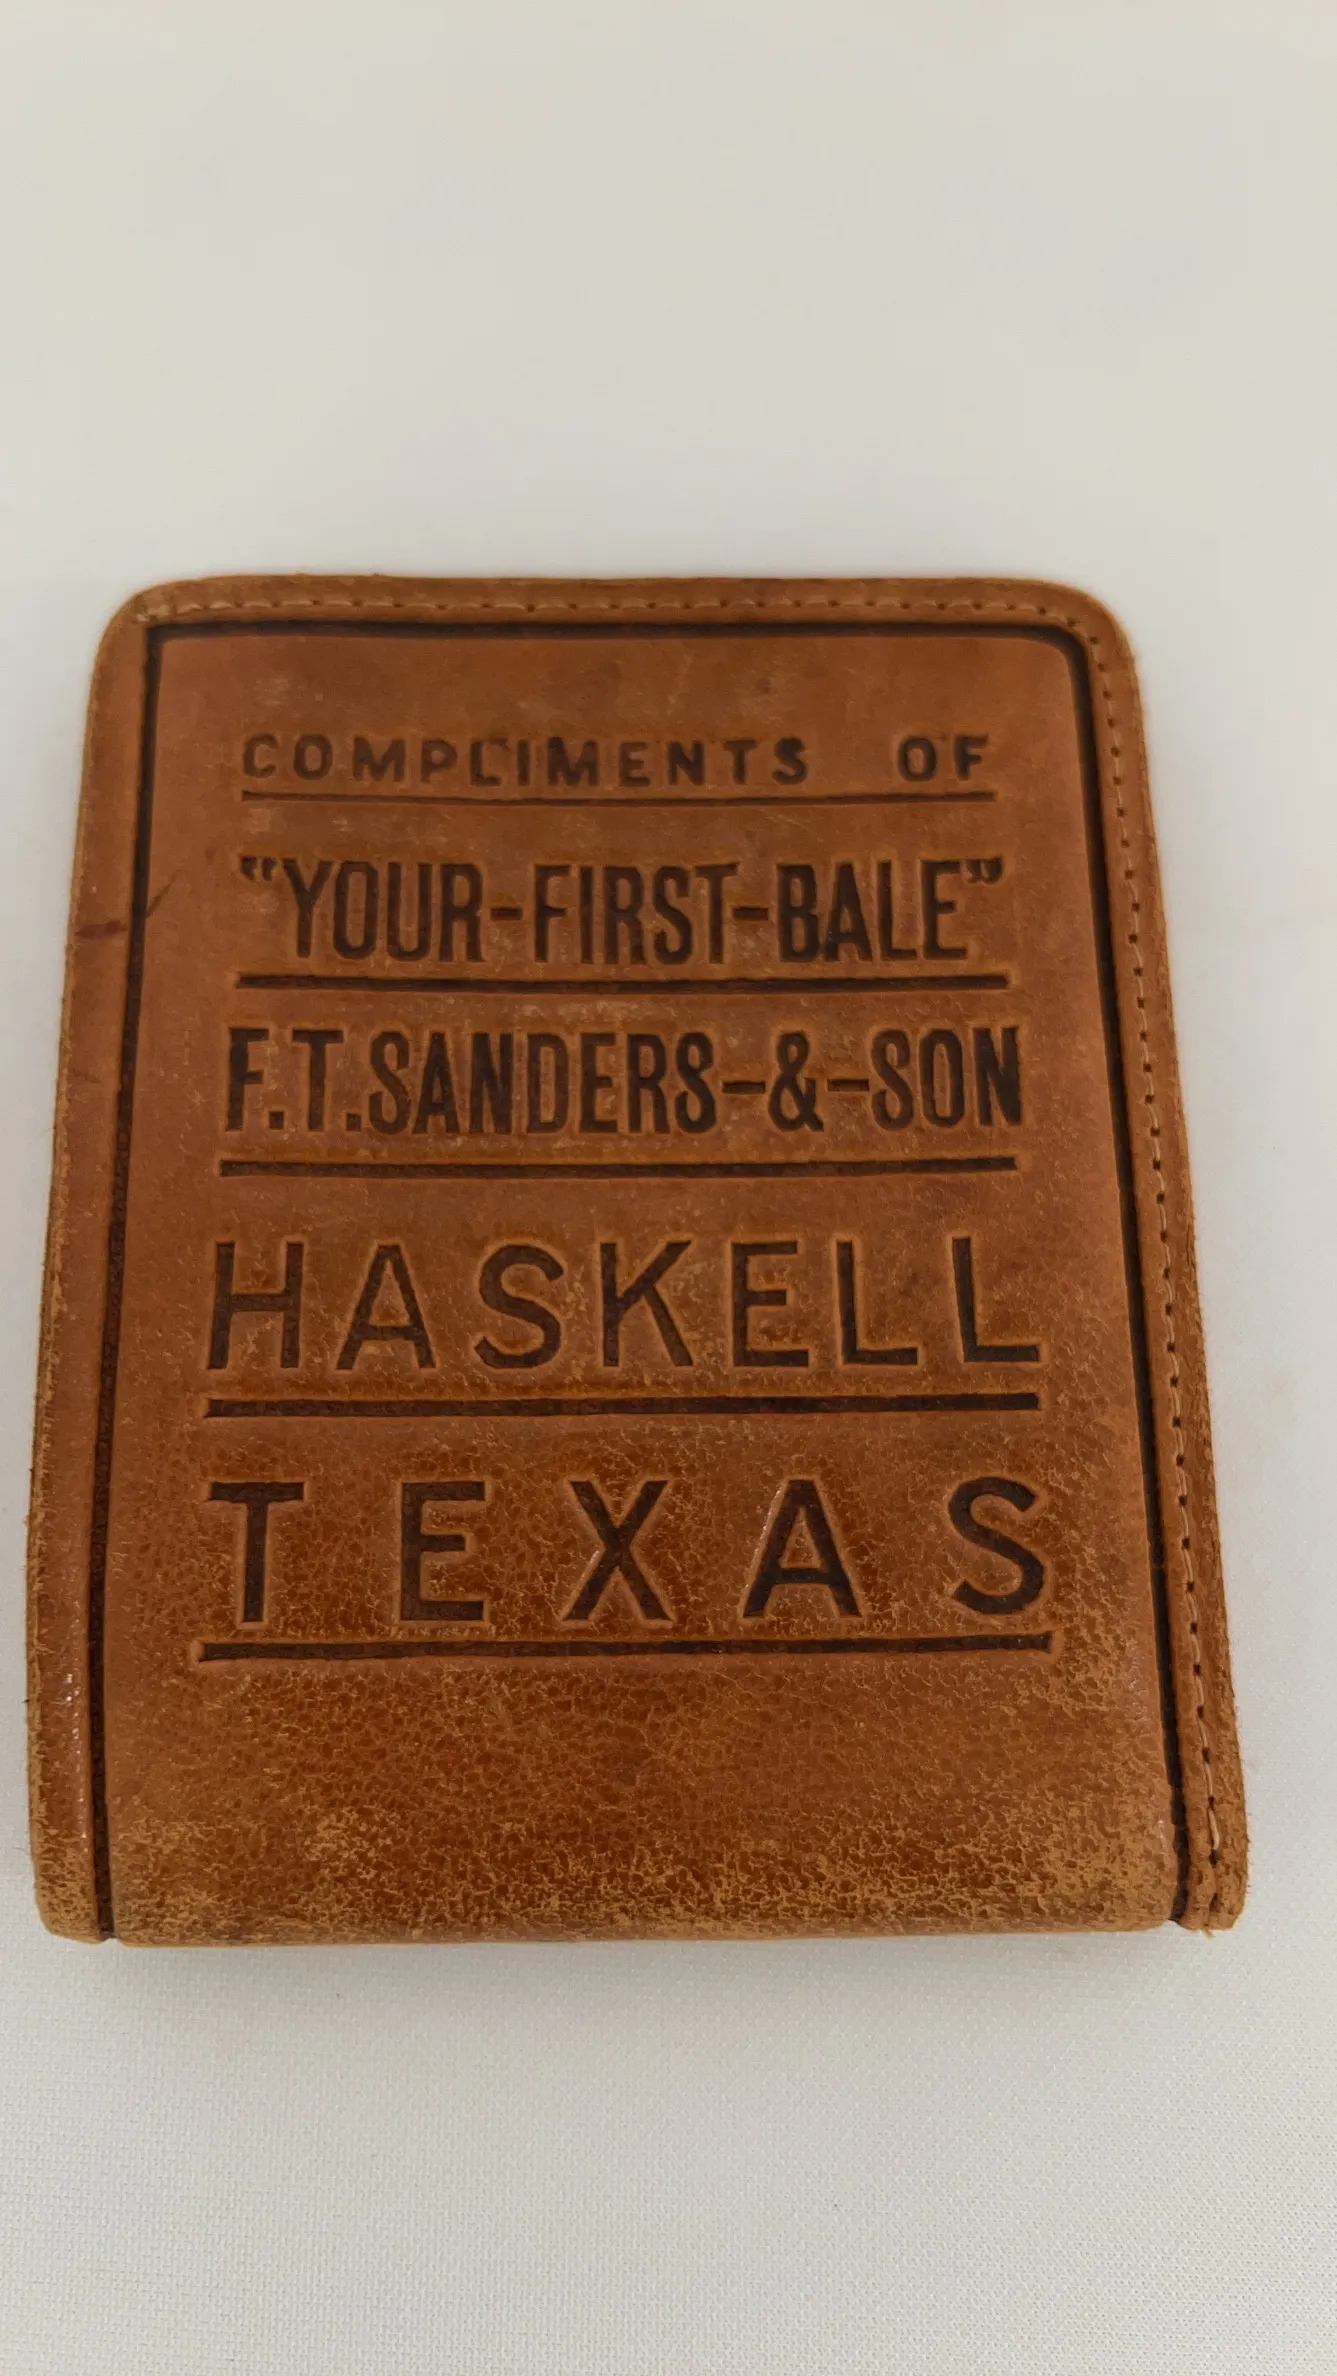 COMPLIMENTS OF
"YOUR-FIRST-BALE"
F.T.SANDERS-&-SON
HASKELL
TEXAS